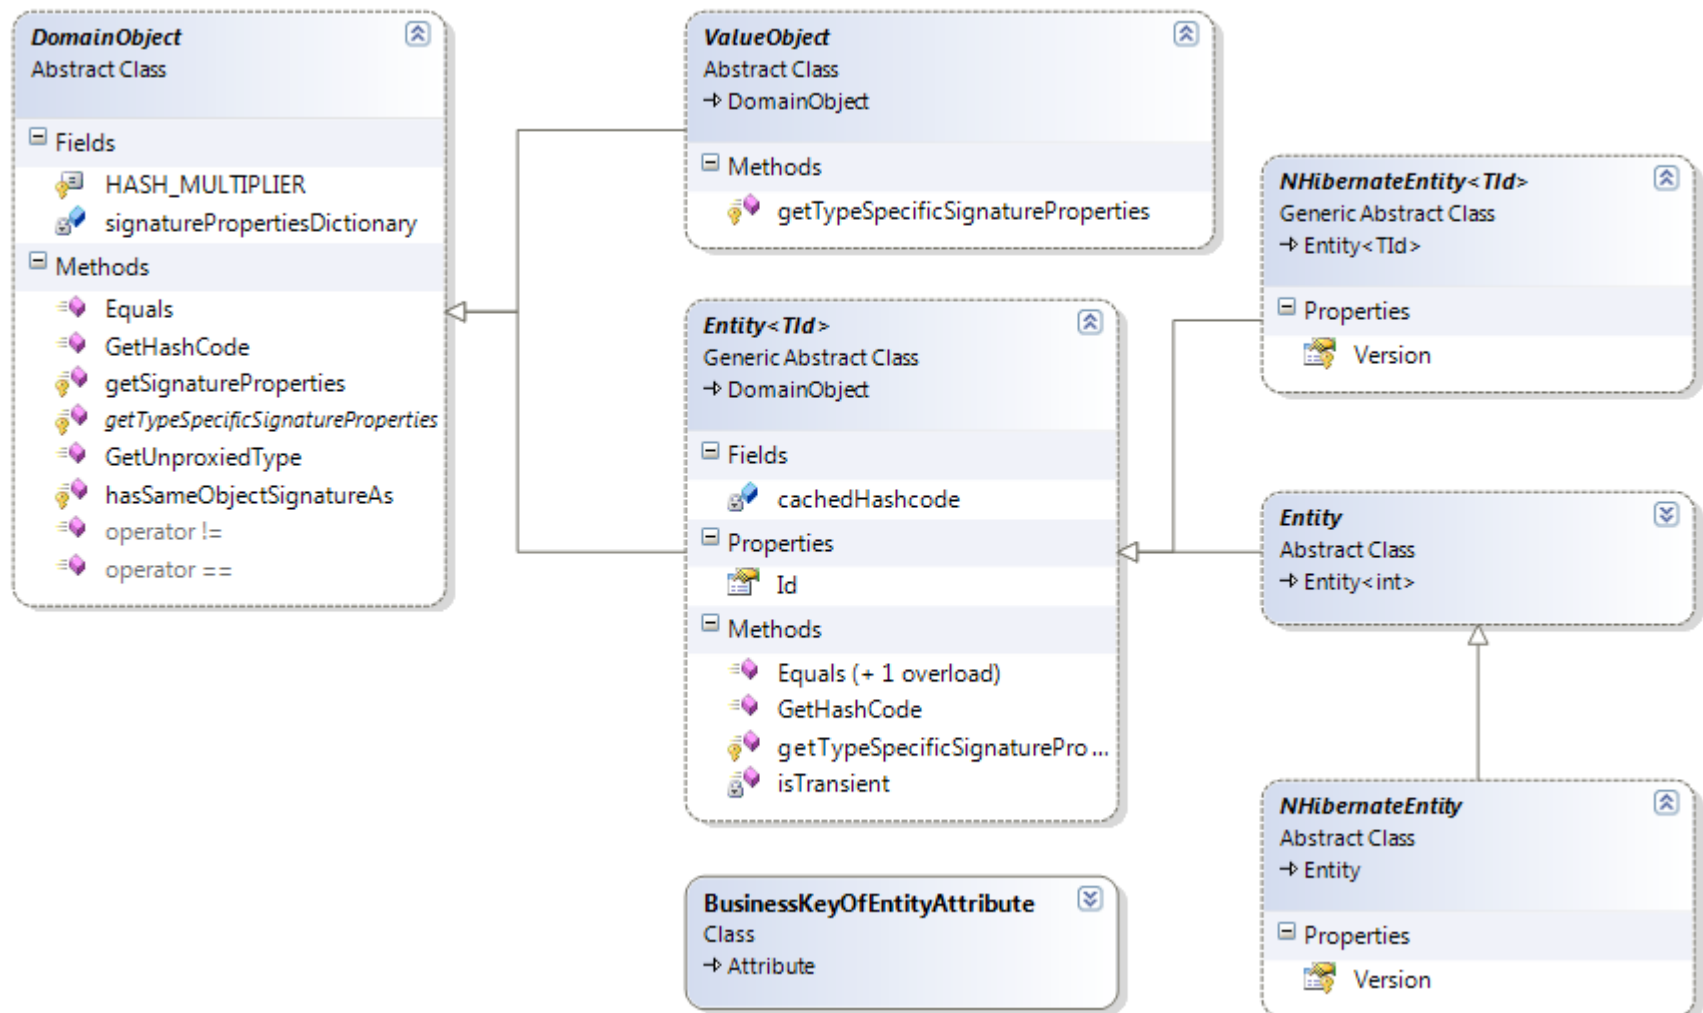 DomainObject
Abstract Class
Fields
HASH_MULTIPLIER
signaturePropertiesDictionary
Methods
Equals
GetHashCode
getSignatureProperties
getTypeSpecificSignatureProperties
GetUnproxiedType
hasSameObjectSignatureAs
operator !=
operator ==
ValueObject
Abstract Class
DomainObject
Methods
getTypeSpecificSignatureProperties
Entity<TId>
Generic Abstract Class
DomainObject
Fields
cachedHashcode
Properties
Id
Methods
Equals (+ 1 overload)
GetHashCode
getTypeSpecificSignaturePro ...
isTransient
BusinessKeyOfEntityAttribute
Class
Attribute
NHibernateEntity<TId>
Generic Abstract Class
Entity<TId>
Properties
Version
Entity
Abstract Class
Entity<int>
NHibernateEntity
Abstract Class
Entity
Properties
Version